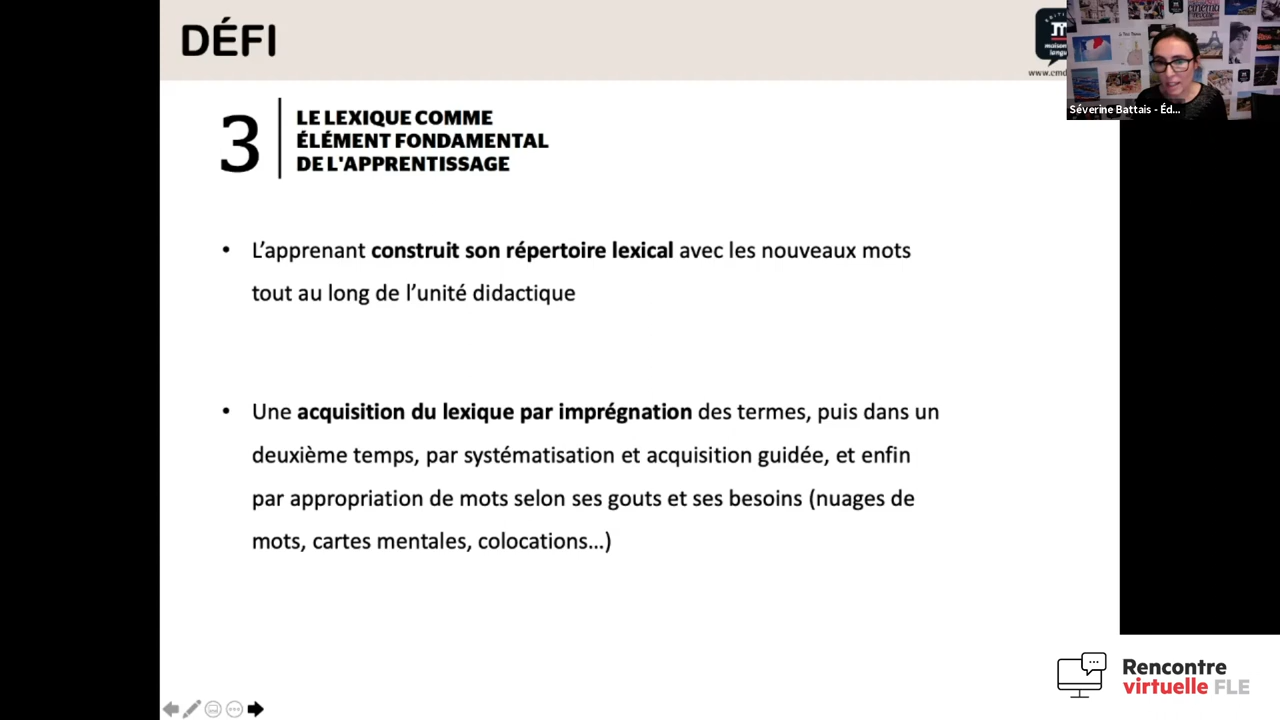 DÉFI
www.cmd
Séverine Battais - Éd...
3
LE LEXIQUE COMME
ÉLÉMENT FONDAMENTAL
DE L'APPRENTISSAGE
• L’apprenant construit son répertoire lexical avec les nouveaux mots
tout au long de l’unité didactique
• Une acquisition du lexique par imprégnation des termes, puis dans un
deuxième temps, par systématisation et acquisition guidée, et enfin
par appropriation de mots selon ses gouts et ses besoins (nuages de
mots, cartes mentales, colocations…)
Rencontre
virtuelle FLE